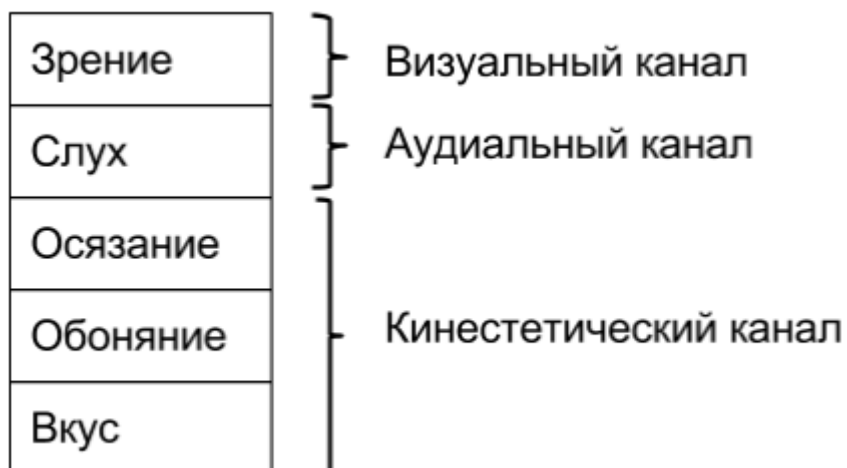 Зрение
Визуальный канал
Слух
Аудиальный канал
Осязание
Обоняние
Кинестетический канал
Вкус